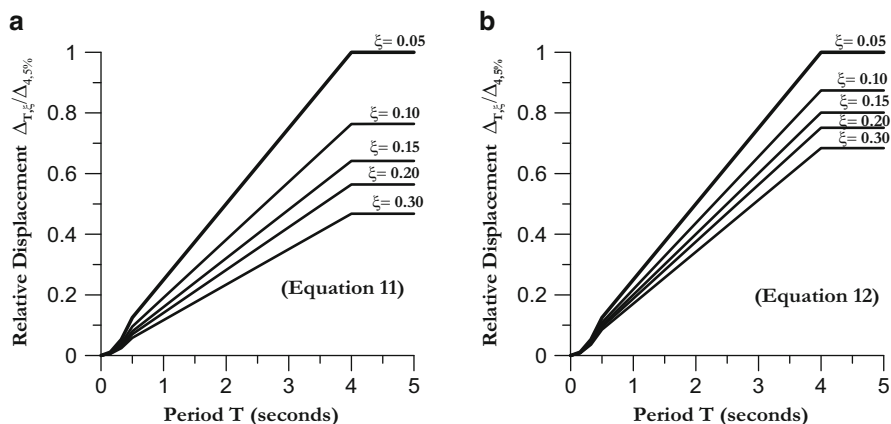 a
ξ= 0.05
1
ξ= 0.10
0.8
ξ= 0.15
0.6
ξ= 0.20
ξ= 0.30
0.4
0.2
(Equation 11)
0
0 1 2 3 4 5
Relative Displacement Δ_T,ξ/Δ_4,5%
Period T (seconds)
b
ξ= 0.05
1
ξ= 0.10
0.8
ξ= 0.15
ξ= 0.20
ξ= 0.30
0.6
0.4
0.2
(Equation 12)
0
0 1 2 3 4 5
Relative Displacement Δ_T,ξ/Δ_4,5%
Period T (seconds)